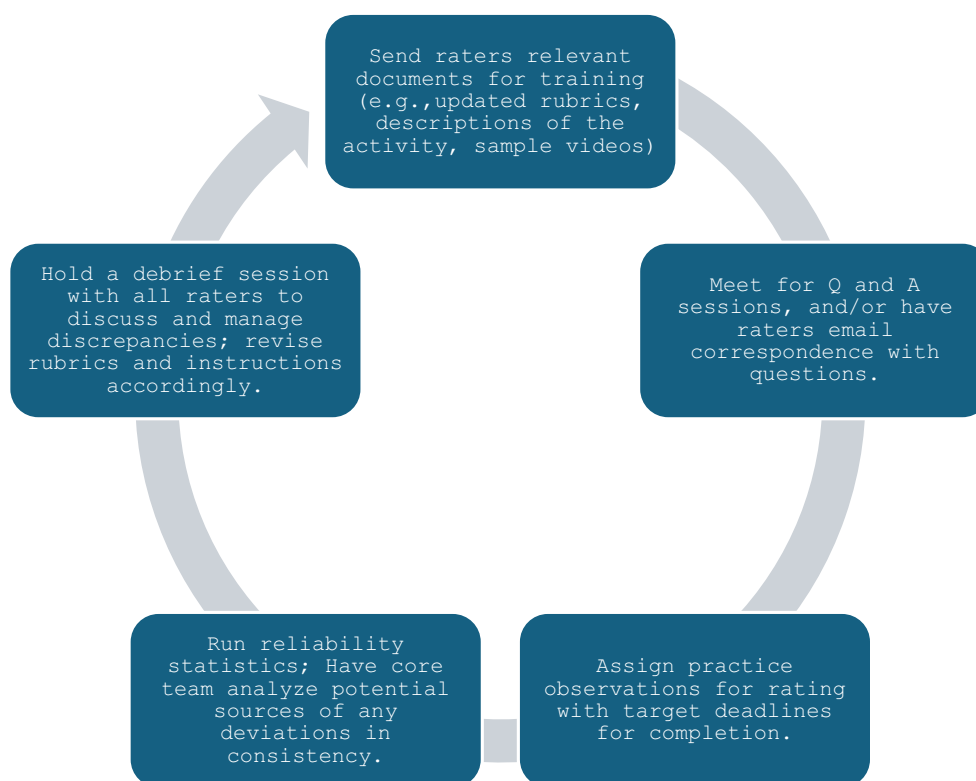 Send raters relevant
documents for training
(e.g.,updated rubrics,
descriptions of the
activity, sample videos)
Meet for Q and A
sessions, and/or have
raters email
correspondence with
questions.
Assign practice
observations for rating
with target deadlines
for completion.
Run reliability
statistics; Have core
team analyze potential
sources of any
deviations in
consistency.
Hold a debrief session
with all raters to
discuss and manage
discrepancies; revise
rubrics and instructions
accordingly.